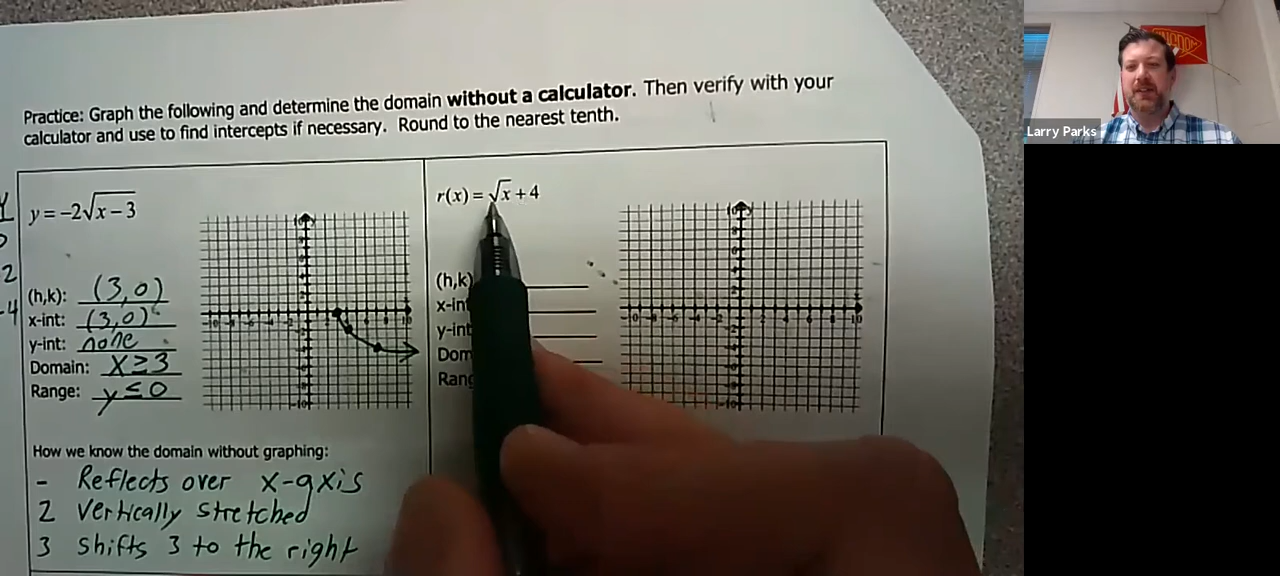 Practice: Graph the following and determine the domain without a calculator. Then verify with your
calculator and use to find intercepts if necessary. Round to the nearest tenth.
y = -2√x - 3
(h,k): (3,0)
x-int: (3,0)
y-int: none
Domain: x ≥ 3
Range: y ≤ 0
How we know the domain without graphing:
- Reflects over x-axis
2 Vertically stretched
3 shifts 3 to the right
r(x) = √x + 4
(h,k)
x-int
y-int
Larry Parks